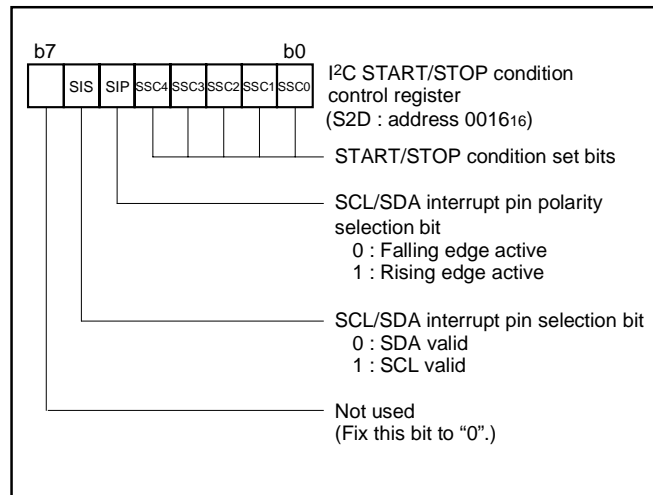 b7 b0
SIS SIP SSC4 SSC3 SSC2 SSC1 SSC0
I²C START/STOP condition
control register
(S2D : address 0016₁₆)
START/STOP condition set bits
SCL/SDA interrupt pin polarity
selection bit
0 : Falling edge active
1 : Rising edge active
SCL/SDA interrupt pin selection bit
0 : SDA valid
1 : SCL valid
Not used
(Fix this bit to “0”.)